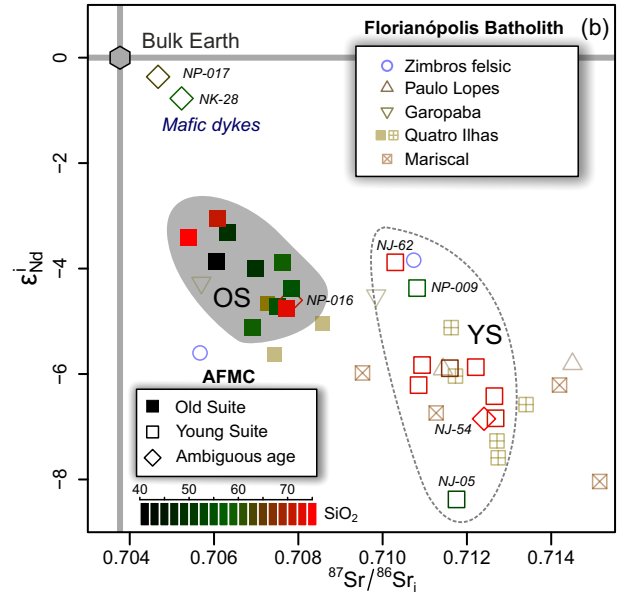 Florianópolis Batholith (b)
Bulk Earth
Zimbros felsic
Paulo Lopes
Garopaba
Quatro Ilhas
Mariscal
NP-017
NK-28
Mafic dykes
NJ-62
NP-009
OS
NP-016
YS
NJ-54
NJ-05
AFMC
Old Suite
Young Suite
Ambiguous age
40 50 60 70
SiO₂
0
−2
−4
−6
−8
εⁱNd
0.704 0.706 0.708 0.710 0.712 0.714
⁸⁷Sr/⁸⁶Srᵢ